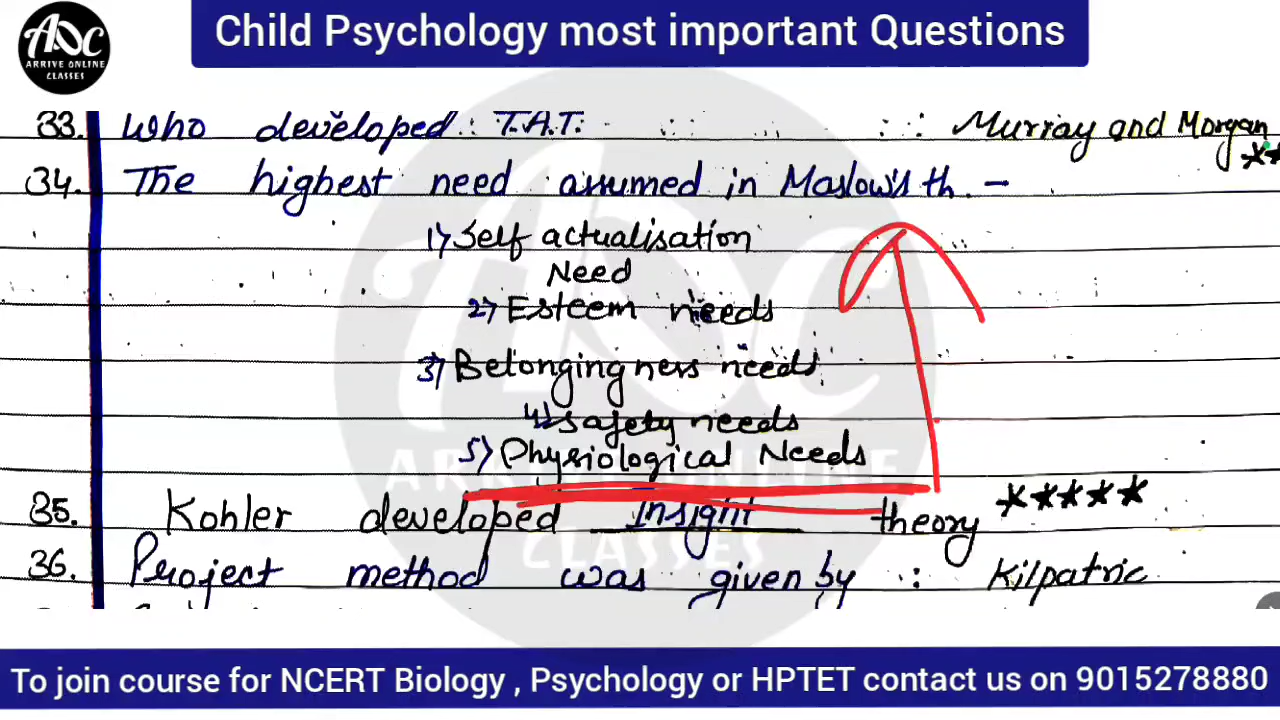 ADC
ARRIVE ONLINE
CLASSES
Child Psychology most important Questions
33. Who developed T.A.T. : Murray and Morgan
**
34. The highest need assumed in Maslow's th. -
1) Self actualisation
Need
2) Esteem needs
3) Belongingness needs
4) Safety needs
5) Physiological Needs
ARRIVE ONLINE
35. Kohler developed Insight theory *****
CLASSES
36. Project method was given by : Kilpatric
To join course for NCERT Biology , Psychology or HPTET contact us on 9015278880